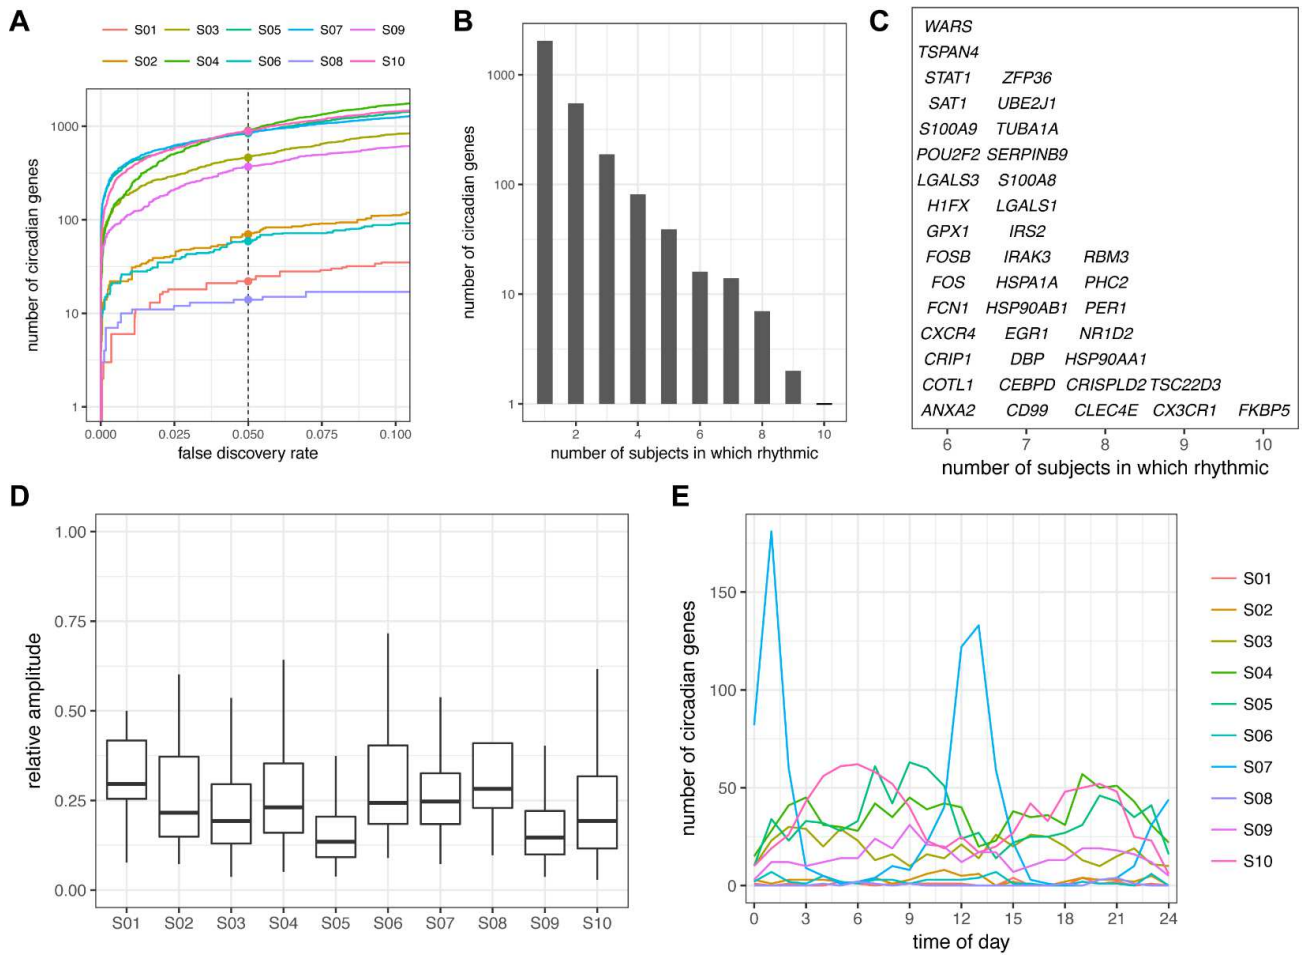 A
S01 S03 S05 S07 S09
S02 S04 S06 S08 S10
number of circadian genes
1000
100
10
1
0.000 0.025 0.050 0.075 0.100
false discovery rate
B
number of circadian genes
1000
100
10
1
2 4 6 8 10
number of subjects in which rhythmic
C
WARS
TSPAN4
STAT1 ZFP36
SAT1 UBE2J1
S100A9 TUBA1A
POU2F2 SERPINB9
LGALS3 S100A8
H1FX LGALS1
GPX1 IRS2
FOSB IRAK3 RBM3
FOS HSPA1A PHC2
FCN1 HSP90AB1 PER1
CXCR4 EGR1 NR1D2
CRIP1 DBP HSP90AA1
COTL1 CEBPD CRISPLD2 TSC22D3
ANXA2 CD99 CLEC4E CX3CR1 FKBP5
6 7 8 9 10
number of subjects in which rhythmic
D
relative amplitude
1.00
0.75
0.50
0.25
0.00
S01 S02 S03 S04 S05 S06 S07 S08 S09 S10
E
number of circadian genes
150
100
50
0
0 3 6 9 12 15 18 21 24
time of day
S01
S02
S03
S04
S05
S06
S07
S08
S09
S10